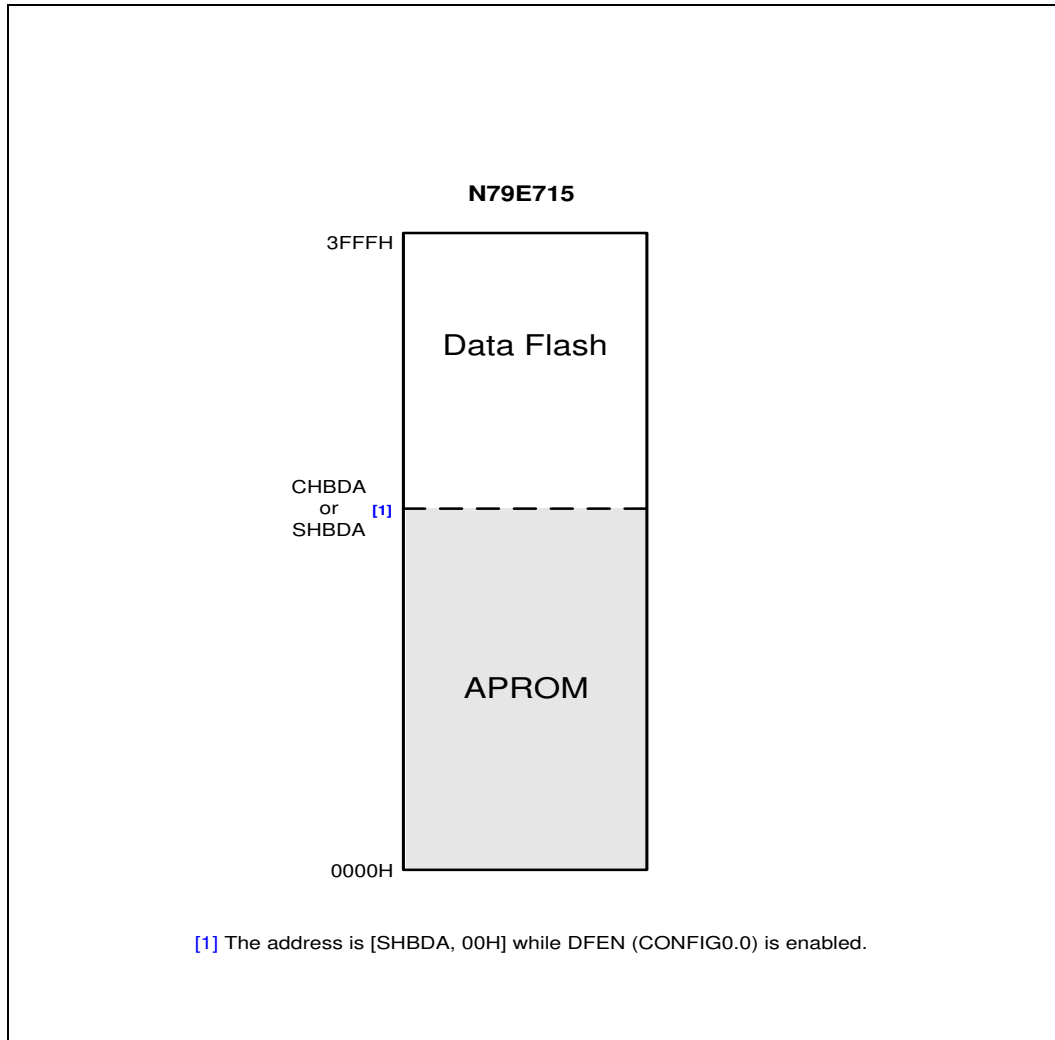 N79E715
3FFFH
Data Flash
CHBDA
or [1]
SHBDA
APROM
0000H
[1] The address is [SHBDA, 00H] while DFEN (CONFIG0.0) is enabled.